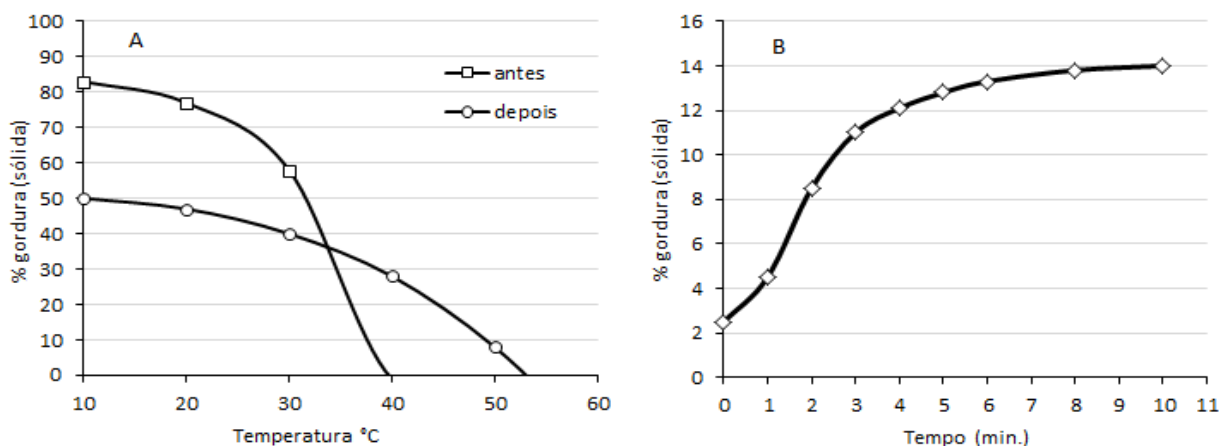 A
antes
depois
% gordura (sólida)
100
90
80
70
60
50
40
30
20
10
0
10 20 30 40 50 60
Temperatura ºC
B
% gordura (sólida)
16
14
12
10
8
6
4
2
0
0 1 2 3 4 5 6 7 8 9 10 11
Tempo (min.)